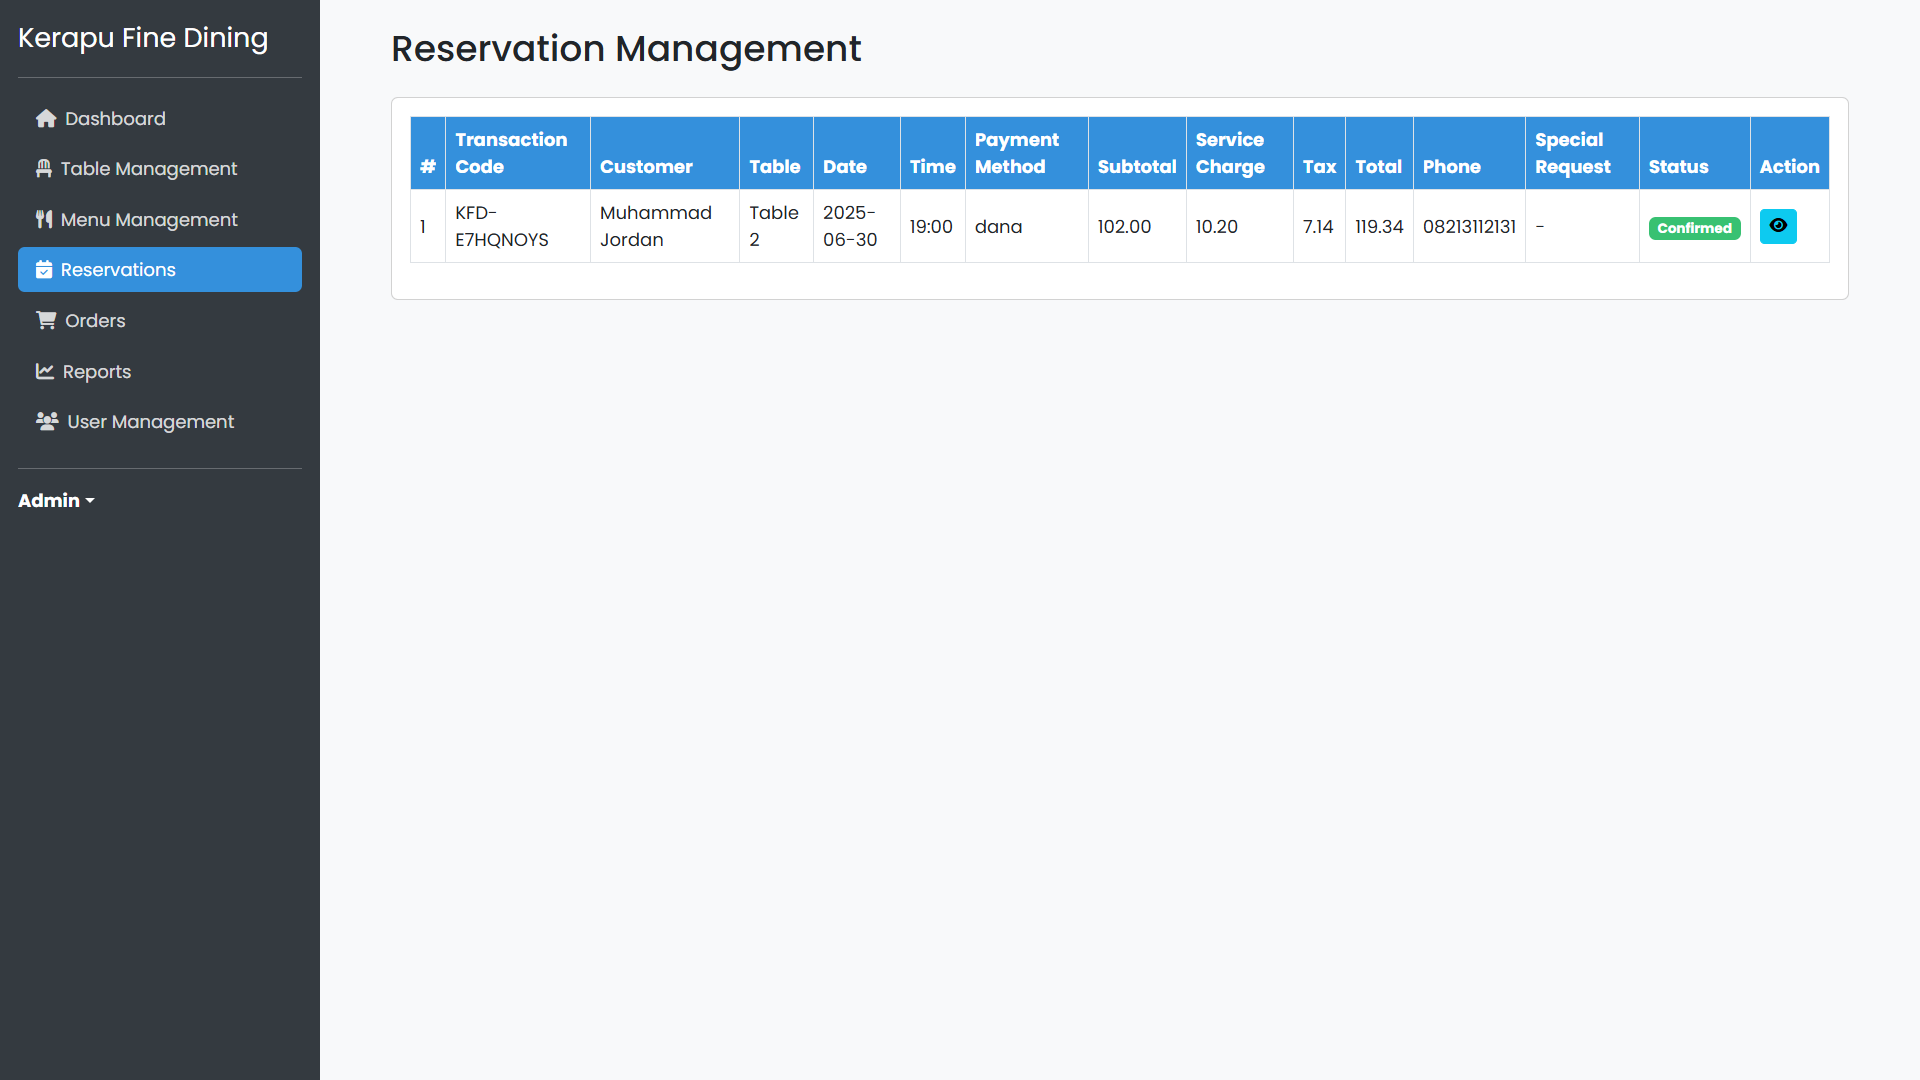 Kerapu Fine Dining
Dashboard
Table Management
Menu Management
Reservations
Orders
Reports
User Management
Admin
Reservation Management
# Transaction Code Customer Table Date Time Payment Method Subtotal Service Charge Tax Total Phone Special Request Status Action
1 KFD-E7HQNOYS Muhammad Jordan Table 2 2025-06-30 19:00 dana 102.00 10.20 7.14 119.34 08213112131 - Confirmed